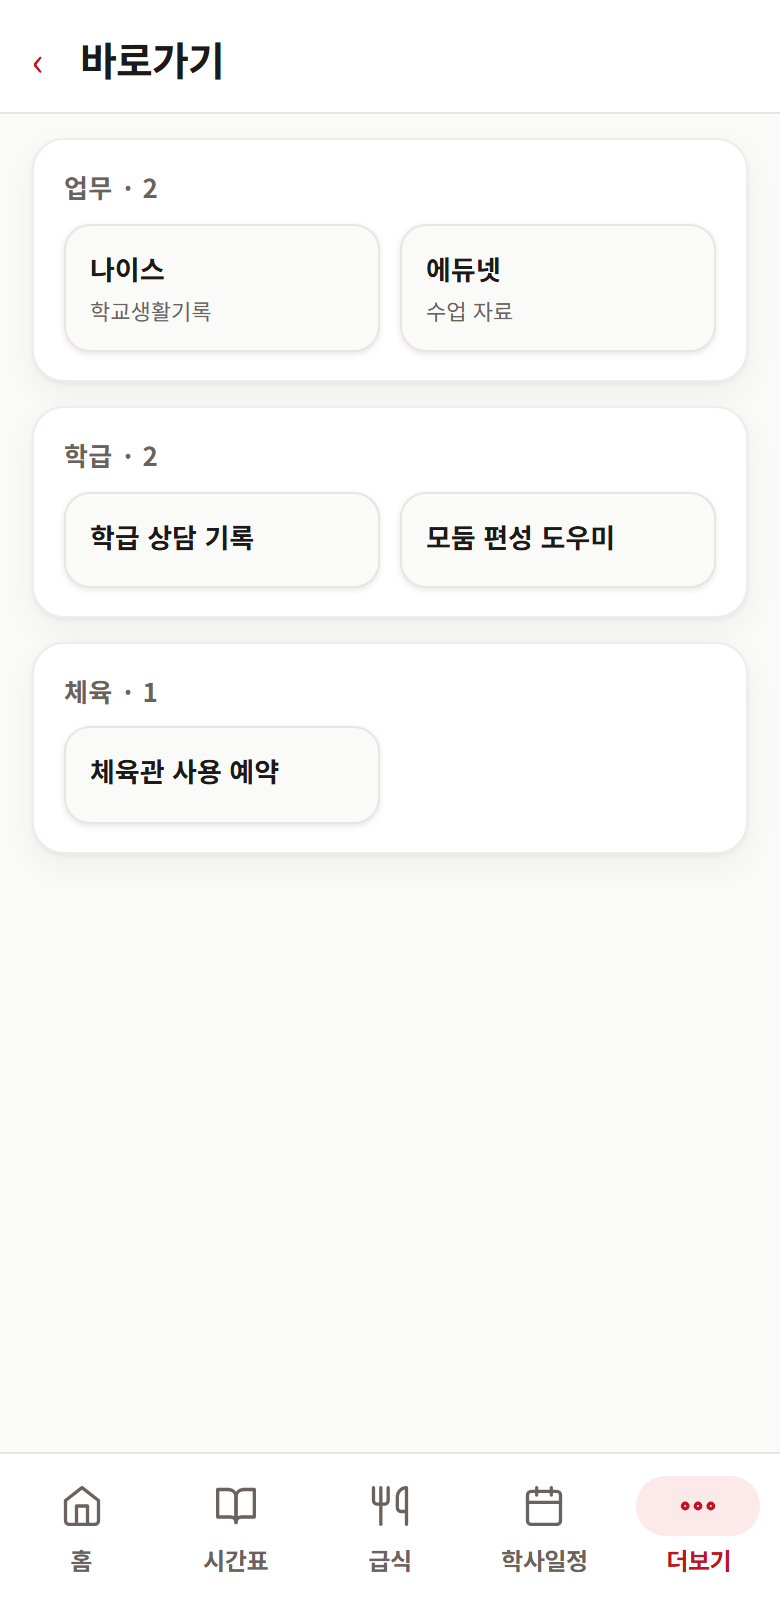 ‹ 바로가기
업무 · 2
나이스
학교생활기록
에듀넷
수업 자료
학급 · 2
학급 상담 기록
모둠 편성 도우미
체육 · 1
체육관 사용 예약
홈
시간표
급식
학사일정
더보기